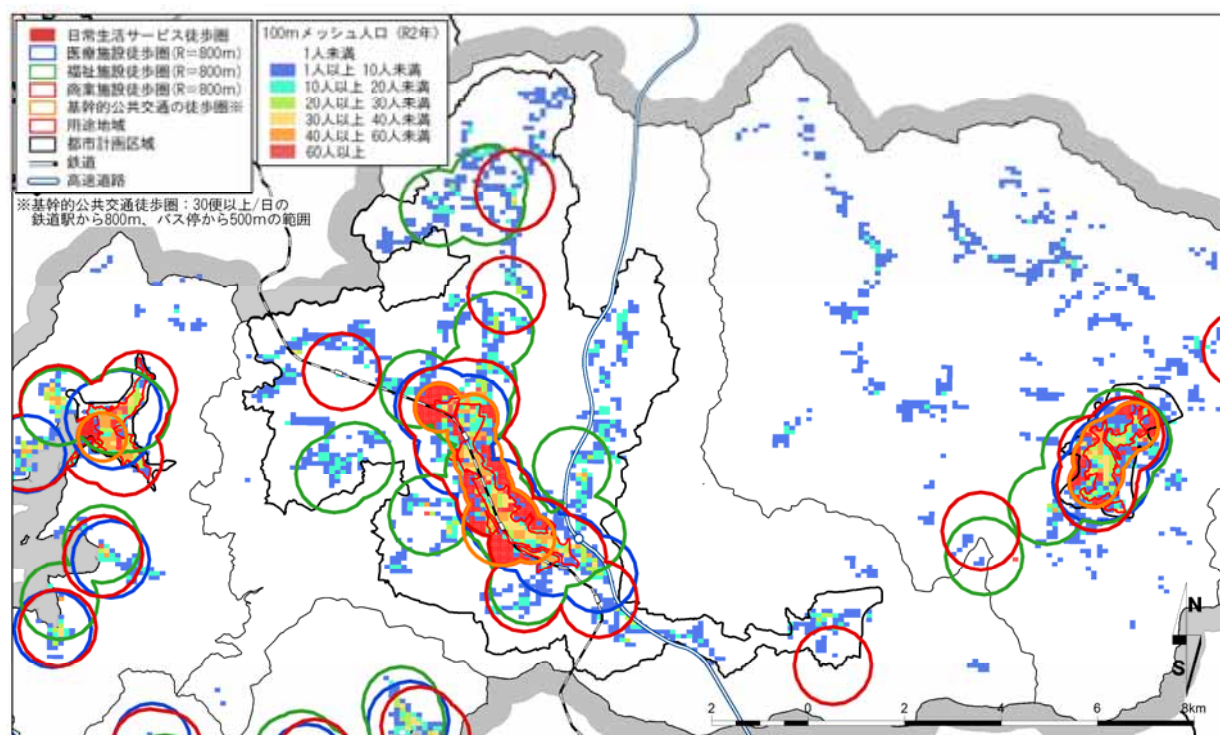 日常生活サービス徒歩圏
医療施設徒歩圏(R=800m)
福祉施設徒歩圏(R=800m)
商業施設徒歩圏(R=800m)
基幹的公共交通の徒歩圏※
用途地域
都市計画区域
鉄道
高速道路
※基幹的公共交通徒歩圏:30便以上/日の
鉄道駅から800m、バス停から500mの範囲
100mメッシュ人口 (R2年)
1人未満
1人以上 10人未満
10人以上 20人未満
20人以上 30人未満
30人以上 40人未満
40人以上 60人未満
60人以上
N
S
2 0 2 4 6 8km